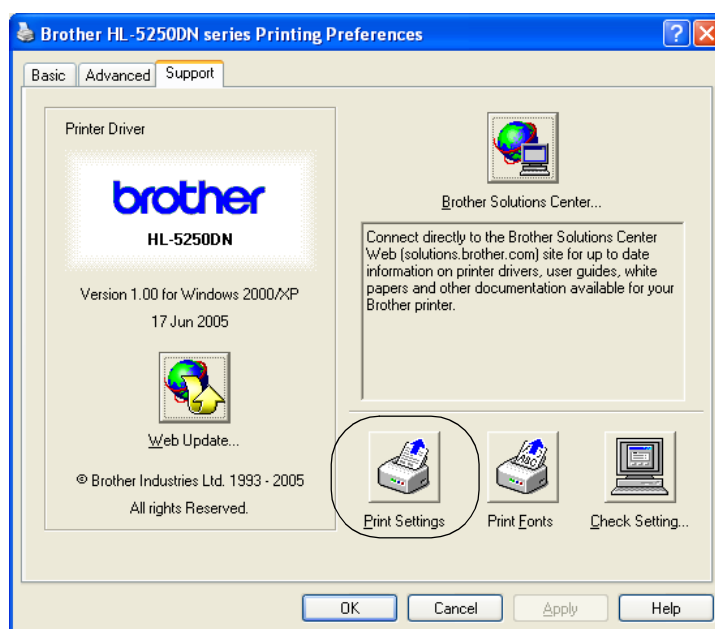 Brother HL-5250DN series Printing Preferences
Basic
Advanced
Support
Printer Driver
brother
HL-5250DN
Version 1.00 for Windows 2000/XP
17 Jun 2005
Web Update...
© Brother Industries Ltd. 1993 - 2005
All rights Reserved.
Brother Solutions Center...
Connect directly to the Brother Solutions Center
Web (solutions.brother.com) site for up to date
information on printer drivers, user guides, white
papers and other documentation available for your
Brother printer.
Print Settings
Print Fonts
Check Setting...
OK
Cancel
Apply
Help